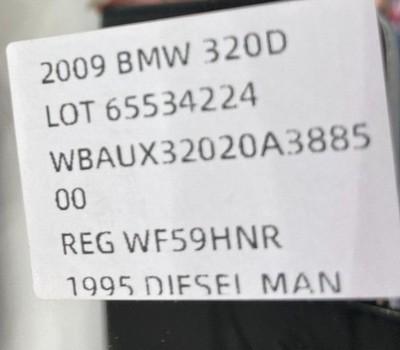 2009 BMW 320D
LOT 65534224
WBAUX32020A3885
00
REG WF59HNR
1995 DIESEL MAN